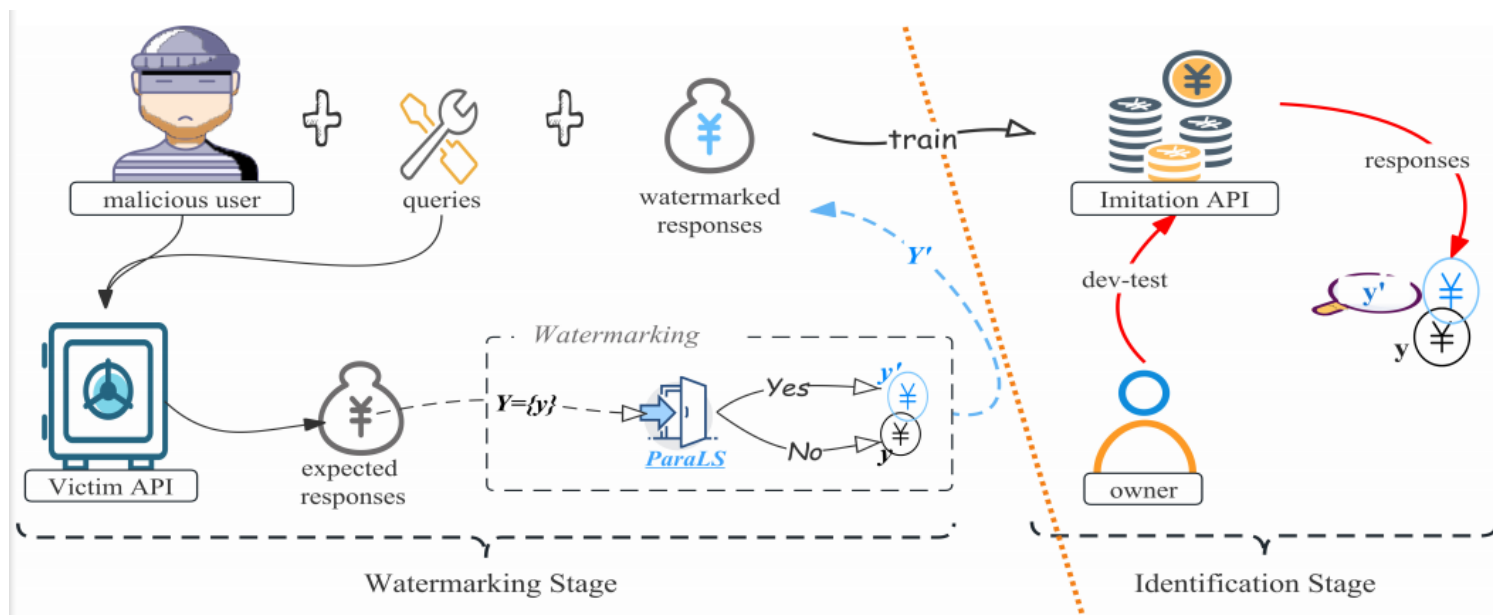 malicious user
queries
watermarked
responses
train
Imitation API
responses
Y'
dev-test
y'
y
Watermarking
Y={y}
Yes
y'
No
y
ParaLS
Victim API
expected
responses
owner
Watermarking Stage
Identification Stage
¥
¥
¥
¥
¥
¥
¥